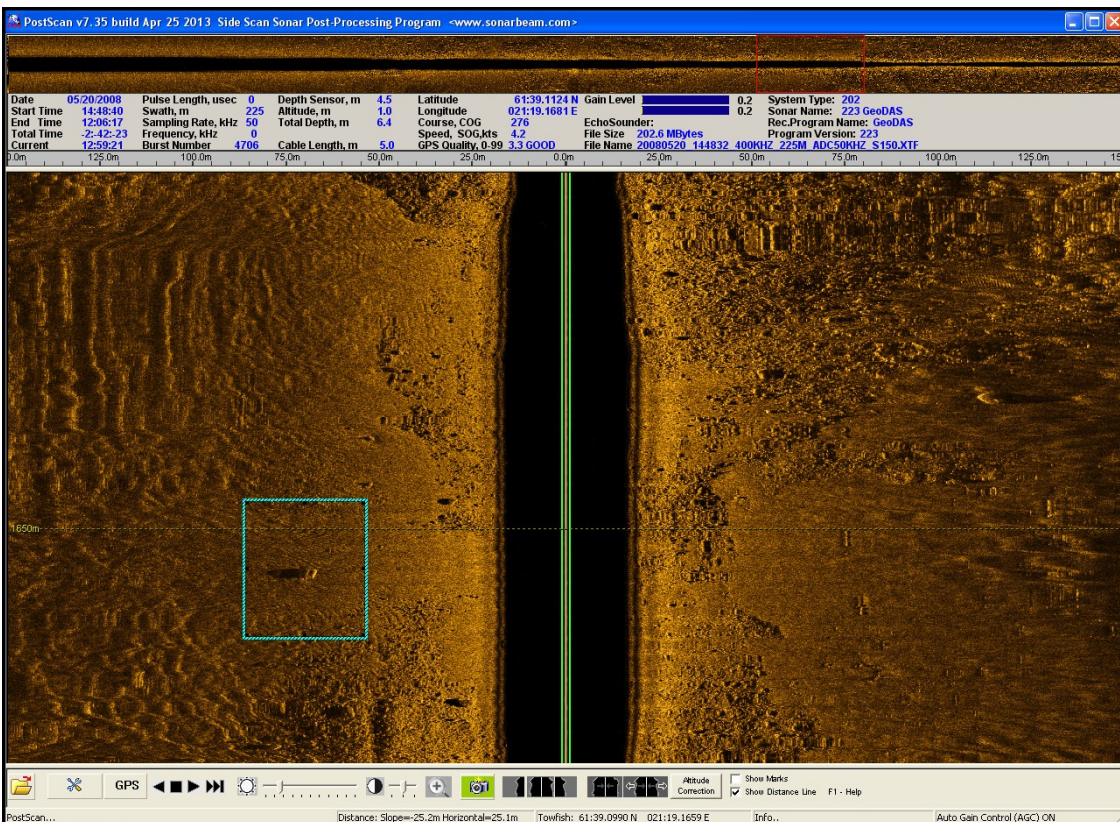 PostScan v7.35 build Apr 25 2013 Side Scan Sonar Post-Processing Program <www.sonarbeam.com>
Date 05/20/2008 Pulse Length, usec 0 Depth Sensor, m 4.5 Latitude 61:39.1124 N Gain Level 0.2 System Type: 202
Start Time 14:48:40 Swath, m 225 Altitude, m 1.0 Longitude 021:19.1681 E 0.2 Sonar Name: 223 GeoDAS
End Time 12:06:17 Sampling Rate, kHz 50 Total Depth, m 6.4 Course, COG 276 EchoSounder: Rec.Program Name: GeoDAS
Total Time -2:-42:-23 Frequency, kHz 0 Speed, SOG,kts 4.2 File Size 202.6 MBytes Program Version: 223
Current 12:59:21 Burst Number 4706 Cable Length, m 5.0 GPS Quality, 0-99 3.3 GOOD File Name 20080520_144832_400KHZ_225M_ADC50KHZ_S150.XTF
0.0m 125.0m 100.0m 75.0m 50.0m 25.0m 0.0m 25.0m 50.0m 75.0m 100.0m 125.0m 15
1650m
GPS Altitude Correction Show Marks
Show Distance Line F1 - Help
PostScan... Distance: Slope=-25.2m Horizontal=25.1m Towfish: 61:39.0990 N 021:19.1659 E Info.. Auto Gain Control (AGC) ON